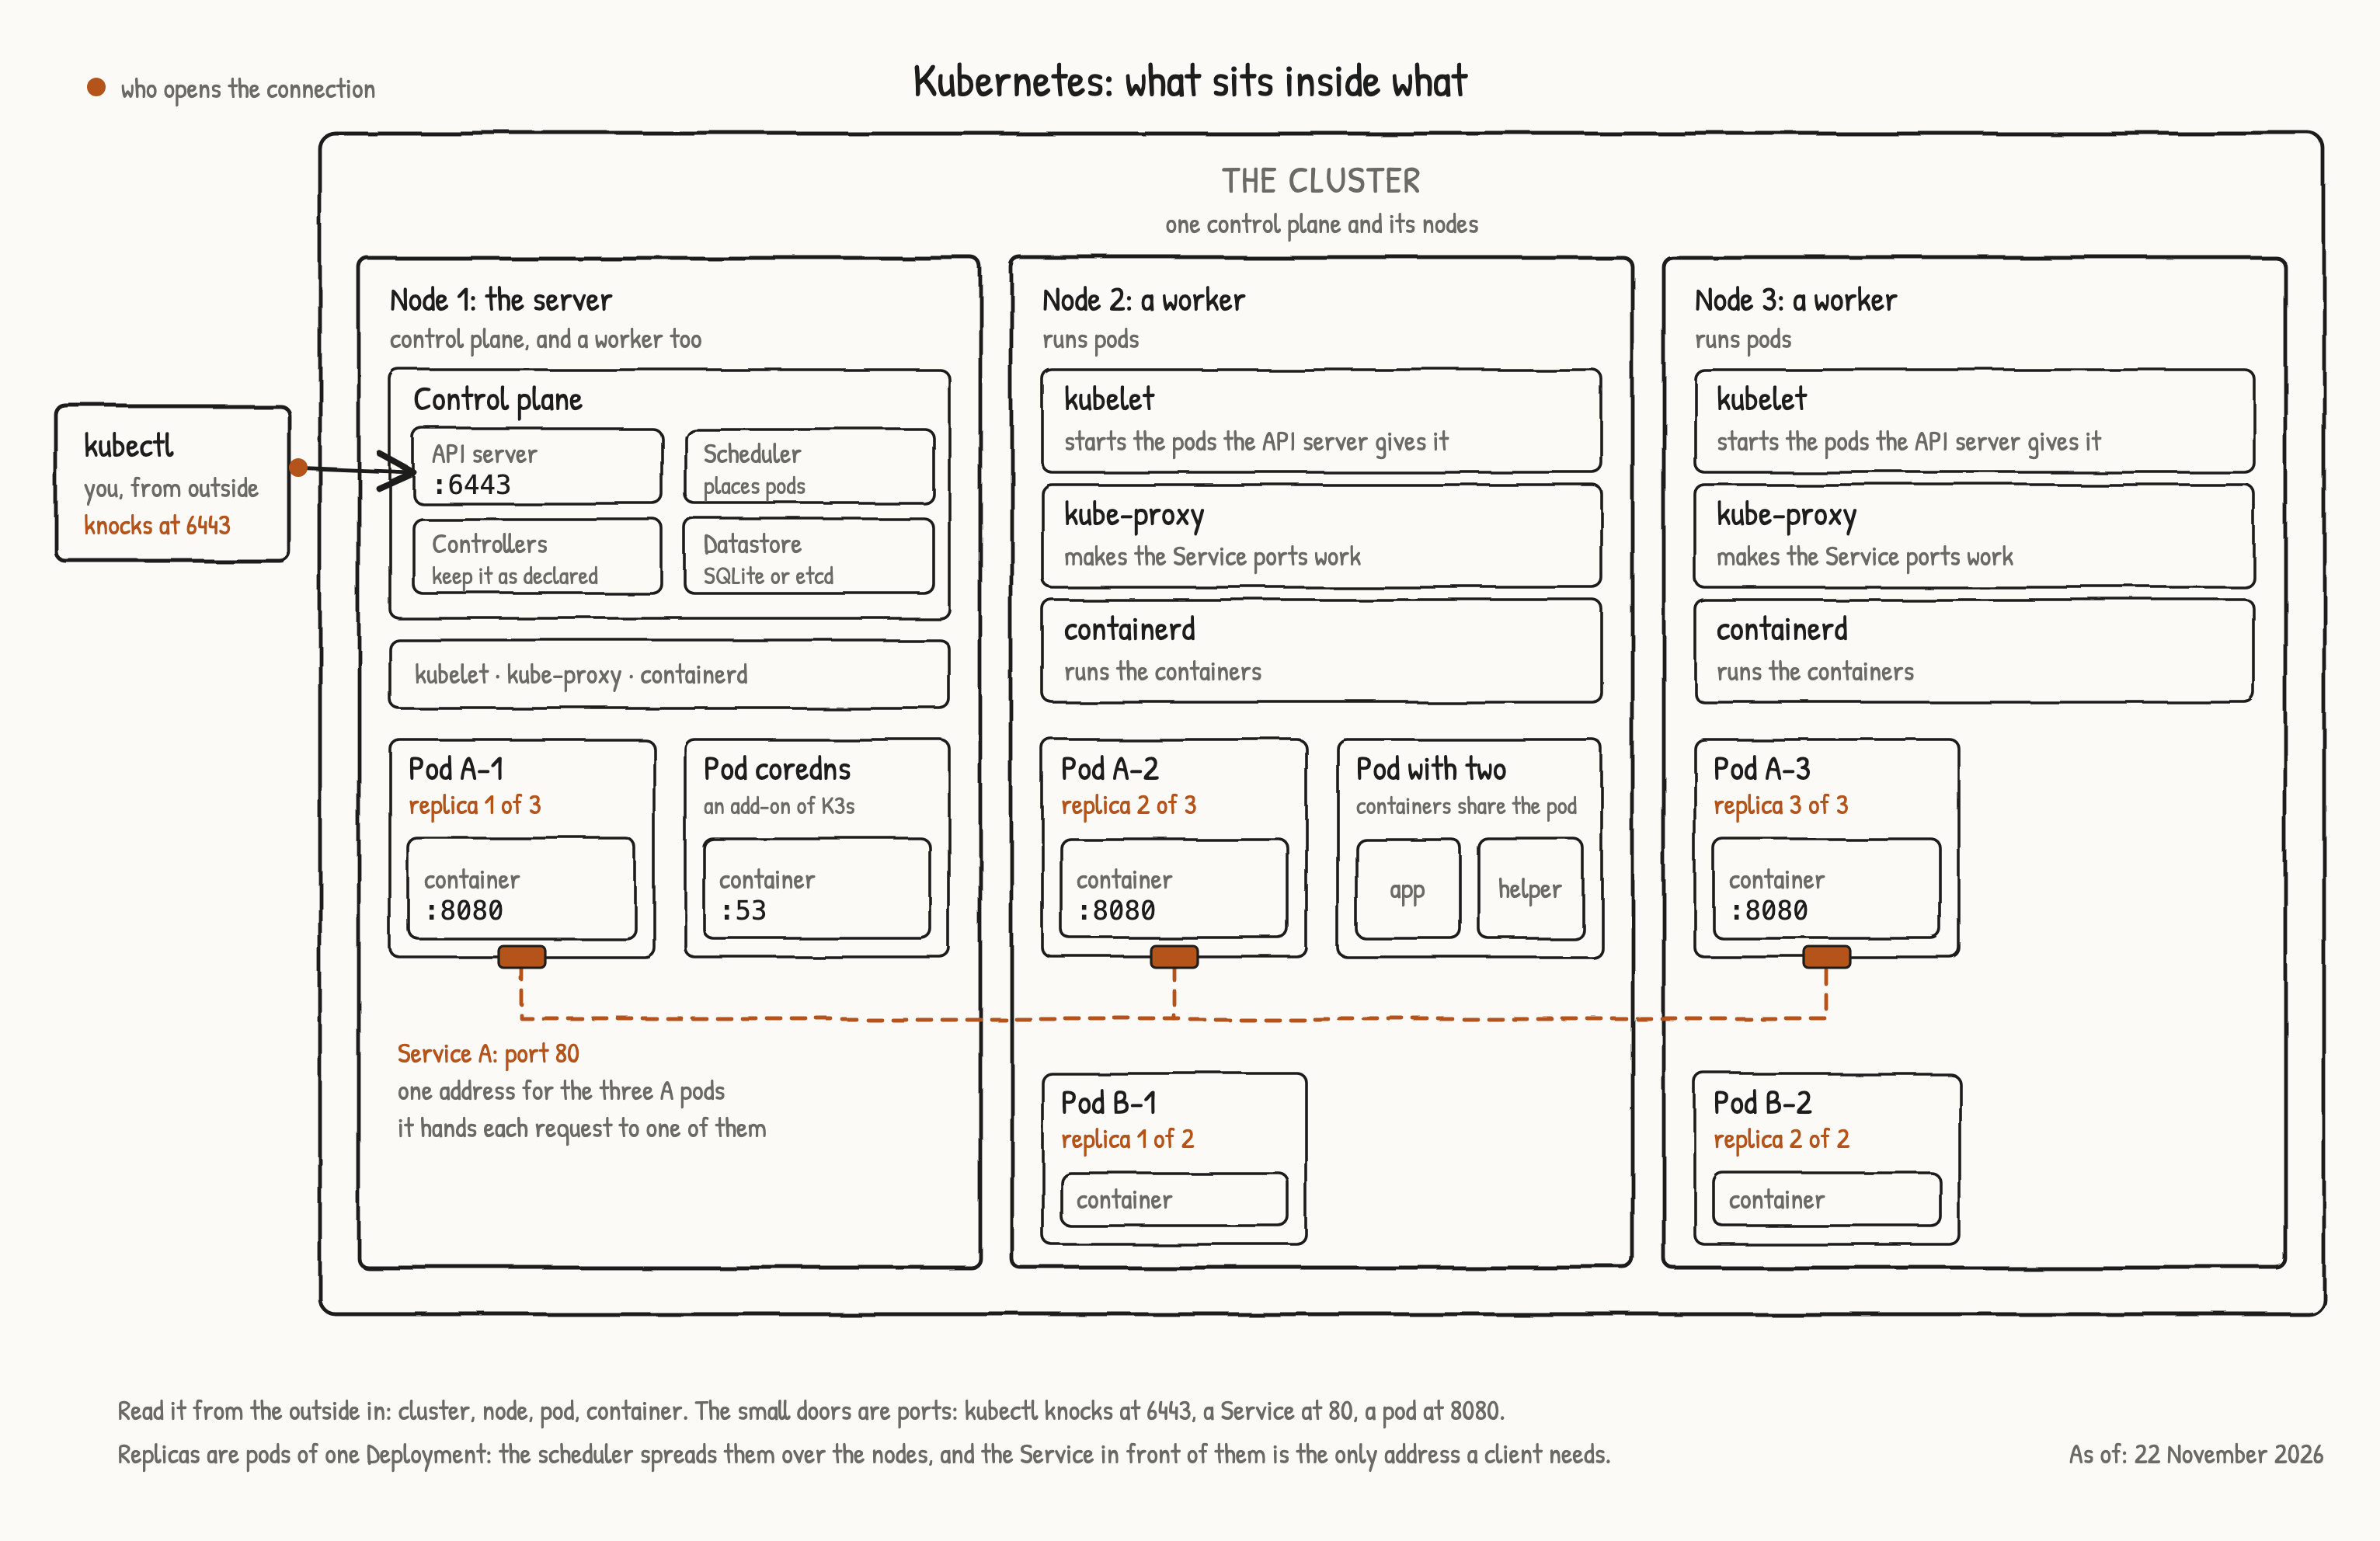 who opens the connection
Kubernetes: what sits inside what
THE CLUSTER
one control plane and its nodes
kubectl
you, from outside
knocks at 6443
Node 1: the server
control plane, and a worker too
Control plane
API server
:6443
Scheduler
places pods
Controllers
keep it as declared
Datastore
SQLite or etcd
kubelet · kube-proxy · containerd
Pod A-1
replica 1 of 3
container
:8080
Pod coredns
an add-on of K3s
container
:53
Service A: port 80
one address for the three A pods
it hands each request to one of them
Node 2: a worker
runs pods
kubelet
starts the pods the API server gives it
kube-proxy
makes the Service ports work
containerd
runs the containers
Pod A-2
replica 2 of 3
container
:8080
Pod with two
containers share the pod
app
helper
Pod B-1
replica 1 of 2
container
Node 3: a worker
runs pods
kubelet
starts the pods the API server gives it
kube-proxy
makes the Service ports work
containerd
runs the containers
Pod A-3
replica 3 of 3
container
:8080
Pod B-2
replica 2 of 2
container
Read it from the outside in: cluster, node, pod, container. The small doors are ports: kubectl knocks at 6443, a Service at 80, a pod at 8080.
Replicas are pods of one Deployment: the scheduler spreads them over the nodes, and the Service in front of them is the only address a client needs.
As of: 22 November 2026